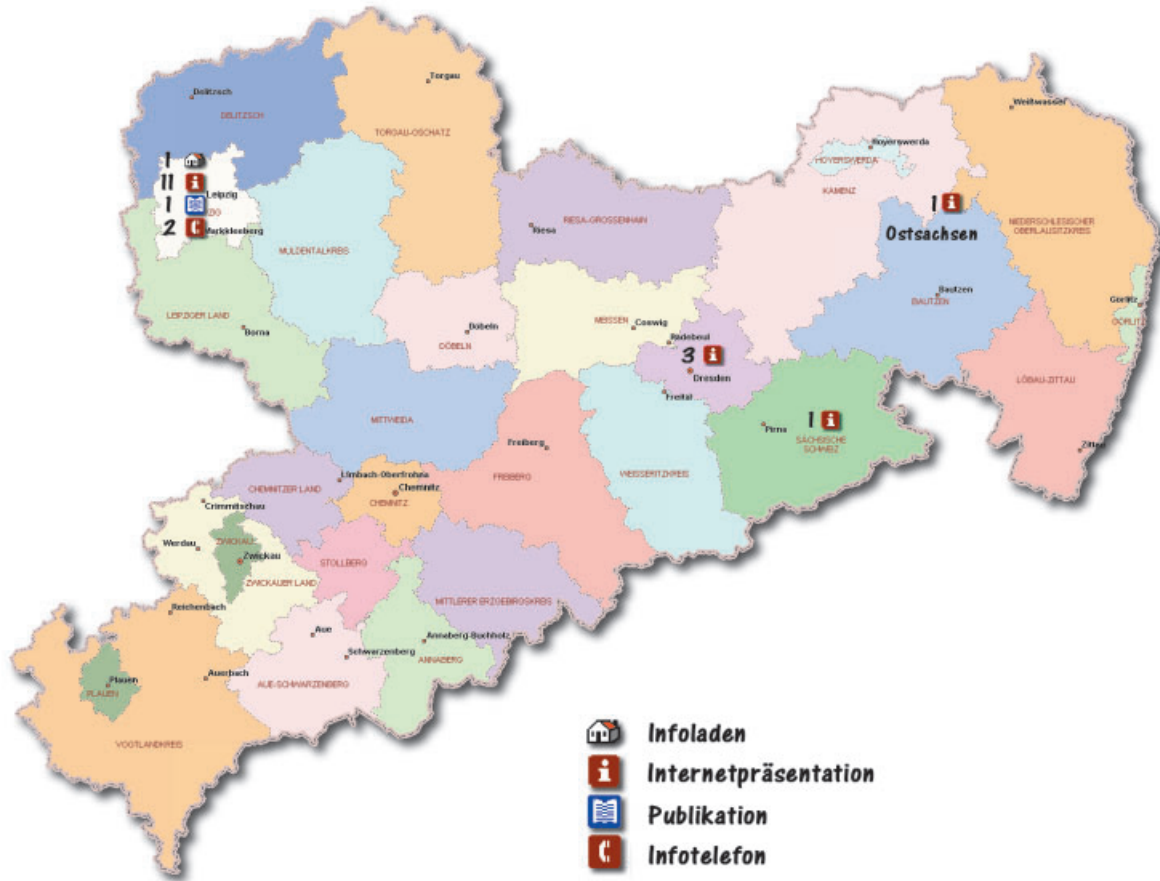 Torgau
Delitzsch
DELITZSCH
Weißwasser
TORGAU-OSCHATZ
Hoyerswerda
HOYERSWERDA
KAMENZ
1
11
Leipzig
1
ZIG
2 Markkleeberg
1
Ostsachsen
NIEDERSCHLESISCHER
OBERLAUSITZKREIS
RIESA-GROSSENHAIN
Riesa
MULDENTALKREIS
Bautzen
BAUTZEN
Görlitz
GÖRLITZ
LEIPZIGER LAND
Borna
Döbeln
DÖBELN
MEISSEN
Coswig
Radebeul
3
Dresden
Freital
LÖBAU-ZITTAU
MITTWEIDA
1
Pirna
SÄCHSISCHE
SCHWEIZ
Zittau
Freiberg
FREIBERG
WEISSERITZKREIS
Limbach-Oberfrohna
CHEMNITZER LAND
Chemnitz
CHEMNITZ
Crimmitschau
Werdau
ZWICKAU
Zwickau
ZWICKAUER LAND
STOLLBERG
MITTLERER ERZGEBIRGSKREIS
Reichenbach
Aue
Annaberg-Buchholz
Schwarzenberg
ANNABERG
Auerbach
AUE-SCHWARZENBERG
Plauen
PLAUEN
VOGTLANDKREIS
Infoladen
Internetpräsentation
Publikation
Infotelefon